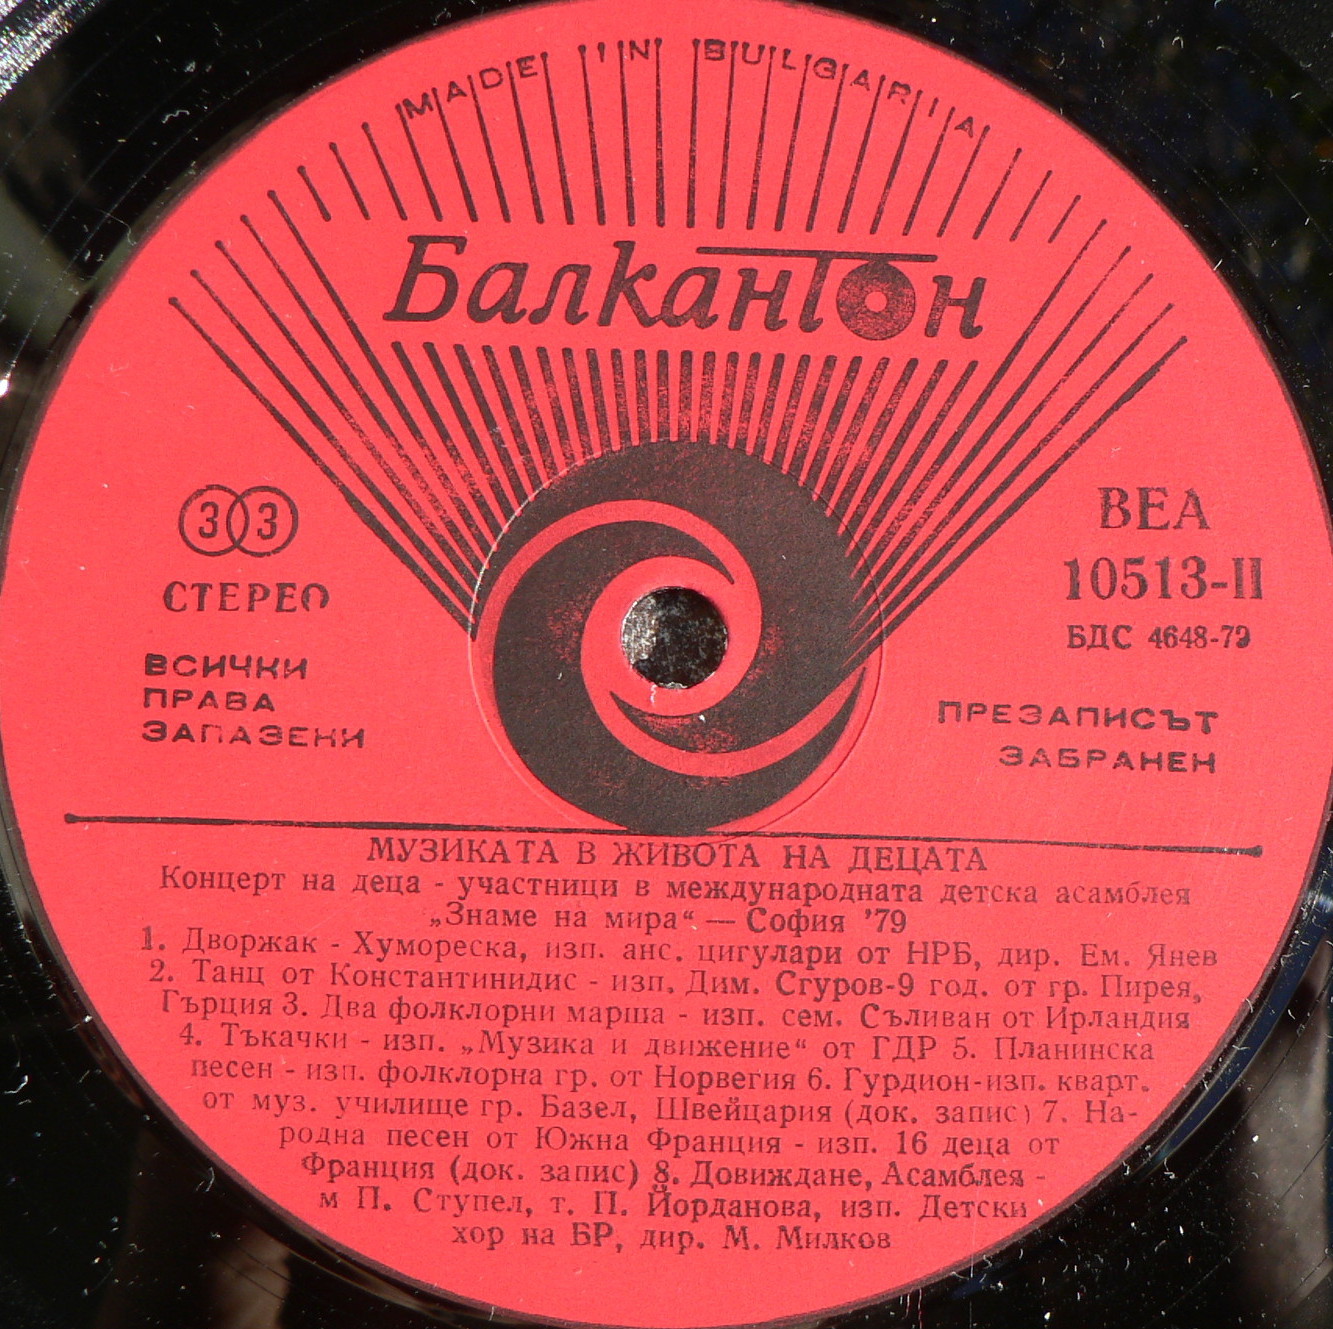 MADE IN BULGARIA
Балкантон
33
СТЕРЕО
ВСИЧКИ
ПРАВА
ЗАПАЗЕНИ
ВЕА
10513-II
БДС 4648-79
ПРЕЗАПИСЪТ
ЗАБРАНЕН
МУЗИКАТА В ЖИВОТА НА ДЕЦАТА
Концерт на деца - участници в международната детска асамблея
„Знаме на мира“ — София '79
1. Дворжак - Хумореска, изп. анс. цигулари от НРБ, дир. Ем. Янев
2. Танц от Константинидис - изп. Дим. Сгуров-9 год. от гр. Пирея,
Гърция 3. Два фолклорни марша - изп. сем. Съливан от Ирландия
4. Тъкачки - изп. „Музика и движение“ от ГДР 5. Планинска
песен - изп. фолклорна гр. от Норвегия 6. Гурдион-изп. кварт.
от муз. училище гр. Базел, Швейцария (док. запис) 7. На-
родна песен от Южна Франция - изп. 16 деца от
Франция (док. запис) 8. Довиждане, Асамблея -
м П. Ступел, т. П. Йорданова, изп. Детски
хор на БР, дир. М. Милков